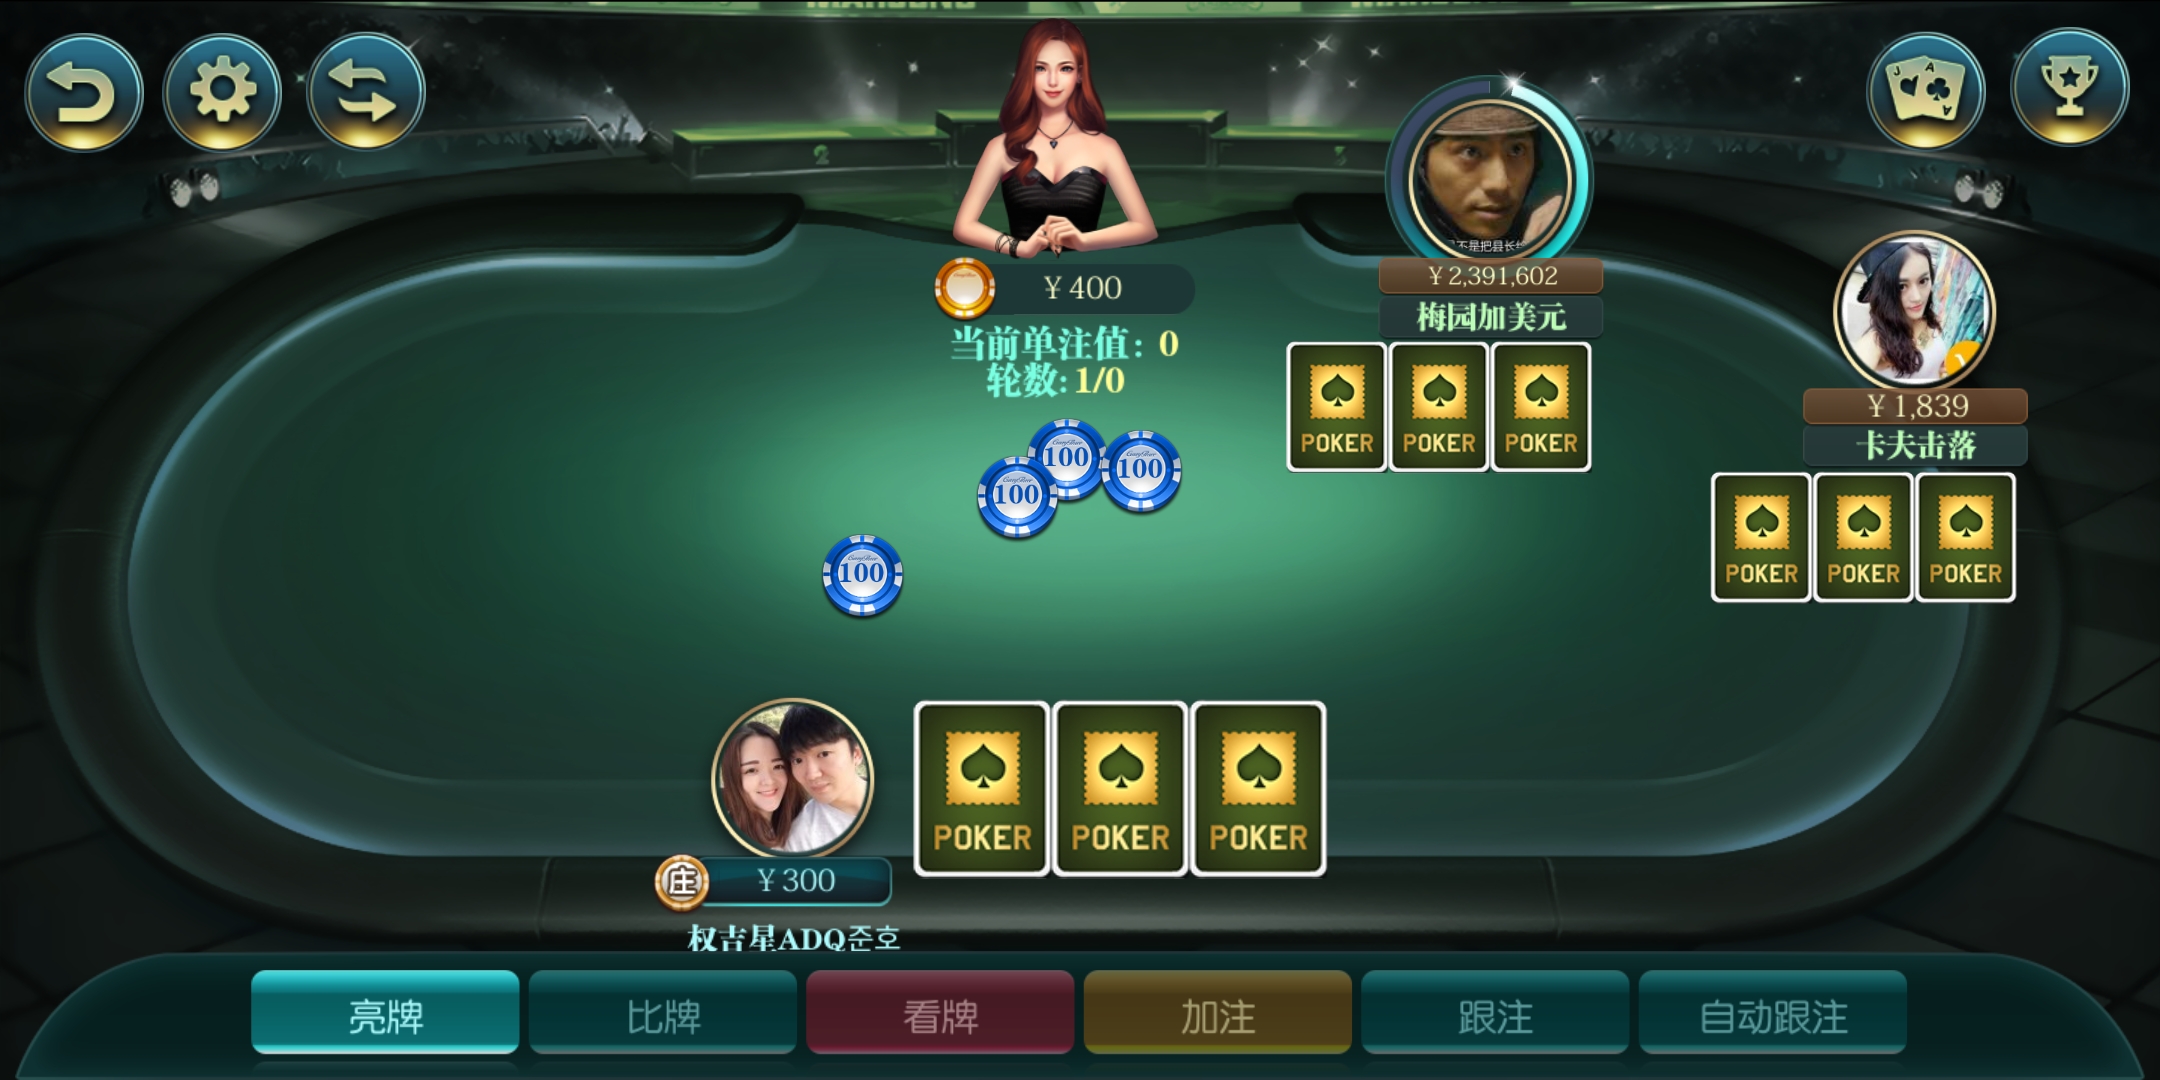 ¥400
当前单注值: 0
轮数:1/0
¥2,391,602
梅园加美元
POKER POKER POKER
¥1,839
卡夫击落
POKER POKER POKER
100
100
100
100
POKER POKER POKER
庄
¥300
权吉星ADQ준호
亮牌
比牌
看牌
加注
跟注
自动跟注